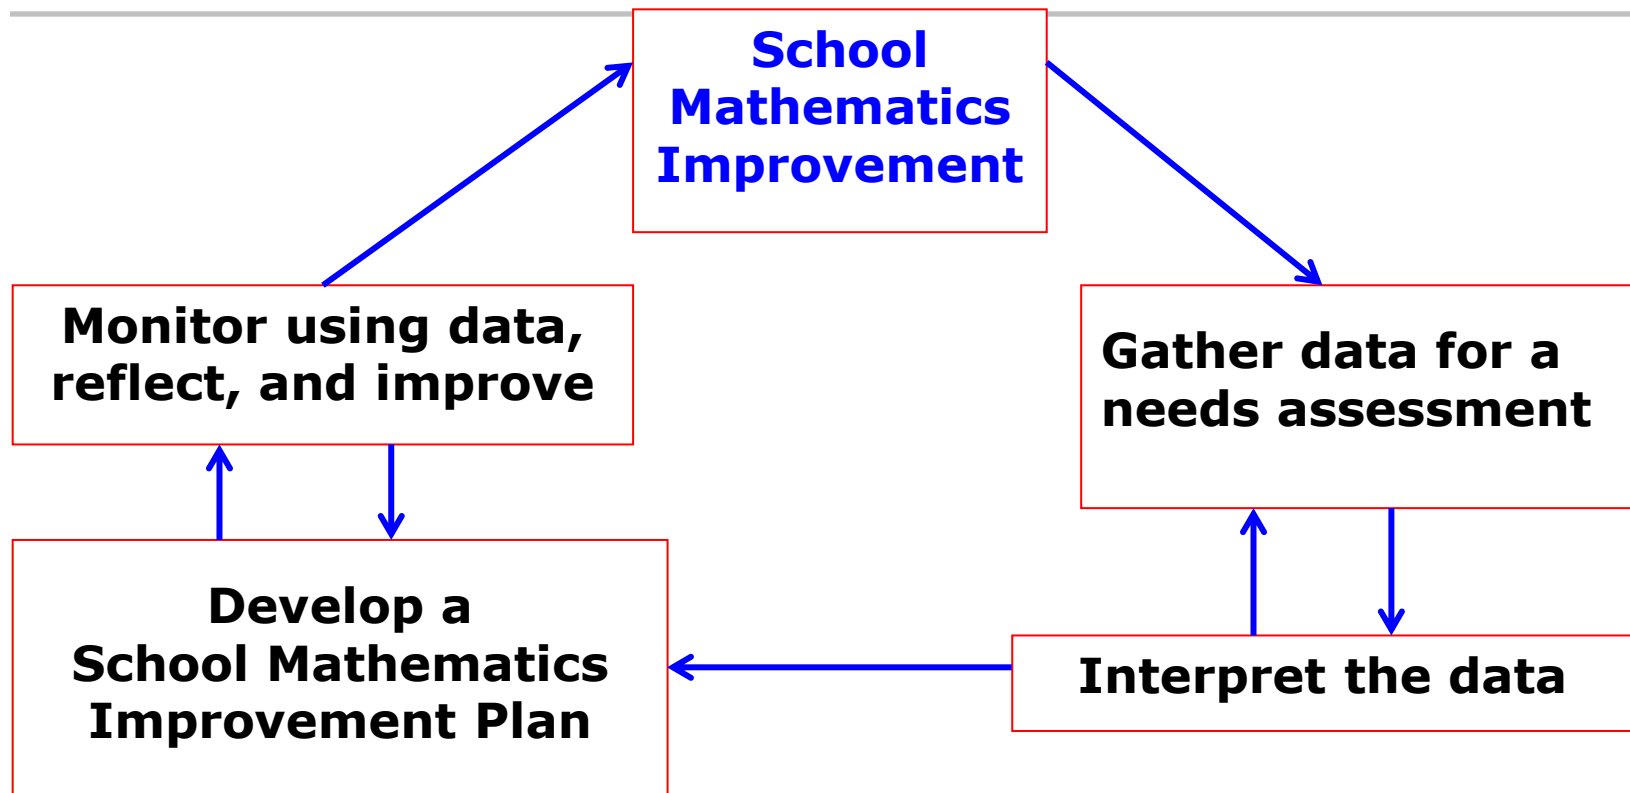 School
Mathematics
Improvement
Monitor using data,
reflect, and improve
Gather data for a
needs assessment
Develop a
School Mathematics
Improvement Plan
Interpret the data